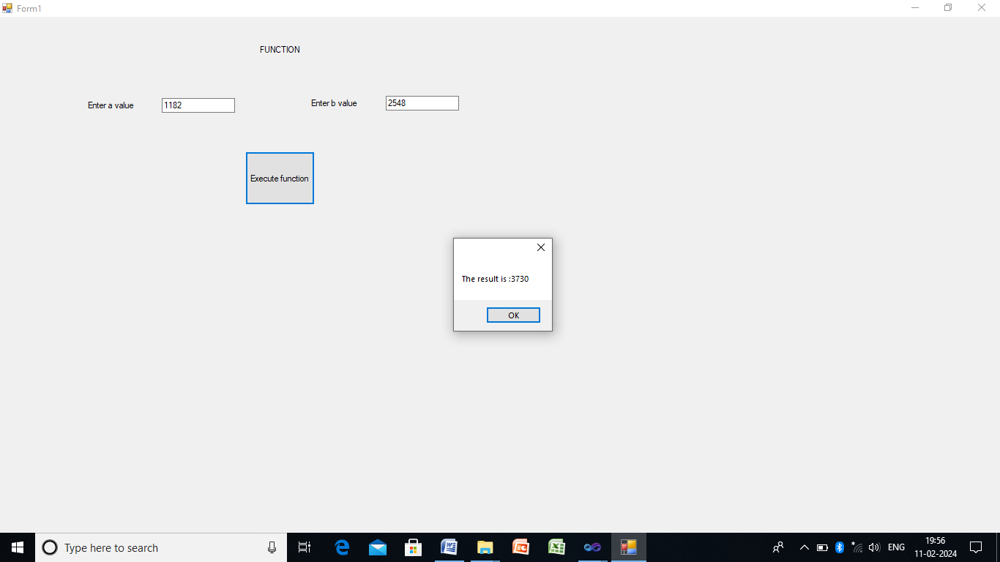 Form1
FUNCTION
Enter a value
1182
Enter b value
2548
Execute function
The result is :3730
OK
Type here to search
ENG
19:56
11-02-2024